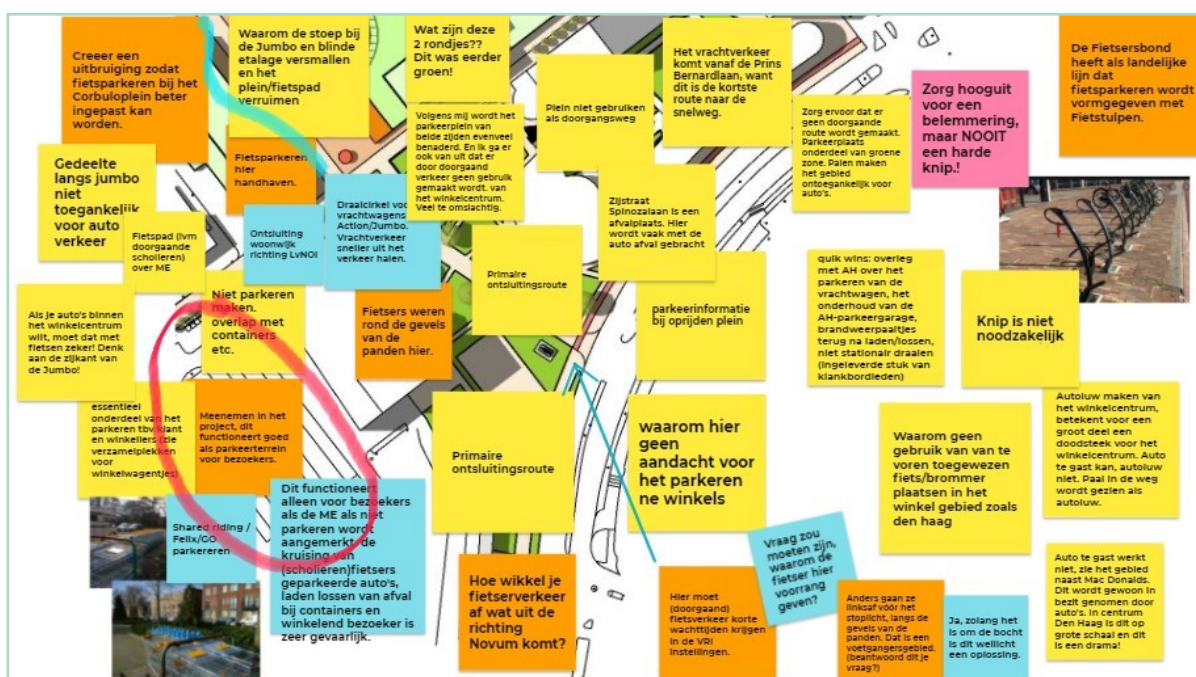 Creeer een
uitbruiging zodat
fietsparkeren bij het
Corbuloplein beter
ingepast kan
worden.
Waarom de stoep bij
de Jumbo en blinde
etalage versmallen
en het
plein/fietspad
verruimen
Wat zijn deze
2 rondjes??
Dit was eerder
groen!
Plein niet gebruiken
als doorgangsweg
Het vrachtverkeer
komt vanaf de Prins
Bernardlaan, want
dit is de kortste
route naar de
snelweg.
Zorg ervoor dat er
geen doorgaande
route wordt gemaakt.
Parkeerplaats
onderdeel van groene
zone. Palen maken
het gebied
ontoegankelijk voor
auto's.
Zorg hooguit
voor een
belemmering,
maar NOOIT
een harde
knip.!
De Fietsersbond
heeft als landelijke
lijn dat
fietsparkeren wordt
vormgegeven met
Fietstulpen.
Gedeelte
langs jumbo
niet
toegankelijk
voor auto
verkeer
Fietsparkeren
hier
handhaven.
Volgens mij wordt het
parkeerplein van
beide zijden evenveel
benaderd. En ik ga er
ook van uit dat er
door doorgaand
verkeer geen gebruik
gemaakt wordt. van
het winkelcentrum.
Veel te omslachtig.
Fietspad (ivm
doorgaande
scholieren)
over ME
Ontsluiting
woonwijk
richting LvNOI
Draaicirkel voo
vrachtwagens
Action/Jumbo.
Vrachtverkeer
sneller uit het
verkeer halen.
Zijstraat
Spinozalaan is een
afvalplaats. Hier
wordt vaak met de
auto afval gebracht
Primaire
ontsluitingsroute
parkeerinformatie
bij oprijden plein
quik wins: overleg
met AH over het
parkeren van de
vrachtwagen, het
onderhoud van de
AH-parkeergarage,
brandweerpaaltjes
terug na laden/lossen,
niet stationair draaien
(ingeleverde stuk van
klankbordleden)
Knip is niet
noodzakelijk
Als je auto's binnen
het winkelcentrum
wilt, moet dat met
fietsen zeker! Denk
aan de zijkant van
de Jumbo!
Niet parkeren
maken.
overlap met
containers
etc.
Fietsers weren
rond de gevels
van de
panden hier.
essentieel
onderdeel van het
parkeren tbv klant
en winkeliers (zie
verzamelplekken
voor
winkelwagentjes)
Meenemen in het
project, dit
functioneert goed
als parkeerterrein
voor bezoekers.
Primaire
ontsluitingsroute
waarom hier
geen
aandacht voor
het parkeren
ne winkels
Waarom geen
gebruik van van te
voren toegewezen
fiets/brommer
plaatsen in het
winkel gebied zoals
den haag
Autoluw maken van
het winkelcentrum,
betekent voor een
groot deel een
doodsteek voor het
winkelcentrum. Auto
te gast kan, autoluw
niet. Paal in de weg
wordt gezien als
autoluw.
Shared riding /
Felix/GO
parkereren
Dit functioneert
alleen voor bezoekers
als de ME als niet
parkeren wordt
aangemerkt. de
kruising van
(scholieren)fietsers
geparkeerde auto's,
laden lossen van afval
bij containers en
winkelend bezoeker is
zeer gevaarlijk.
Hoe wikkel je
fietserverkeer
af wat uit de
richting
Novum komt?
Hier moet
(doorgaand)
fietsverkeer korte
wachttijden krijgen
in de VRI
instellingen.
Vraag zou
moeten zijn,
waarom de
fietser hier
voorrang
geven?
Anders gaan ze
linksaf vóór het
stoplicht, langs de
gevels van de
panden. Dat is een
voetgangersgebied.
(beantwoord dit je
vraag?)
Ja, zolang het
is om de bocht
is dit wellicht
een oplossing.
Auto te gast werkt
niet, zie het gebied
naast Mac Donalds.
Dit wordt gewoon in
bezit genomen door
auto's. In centrum
Den Haag is dit op
grote schaal en dit
is een drama!